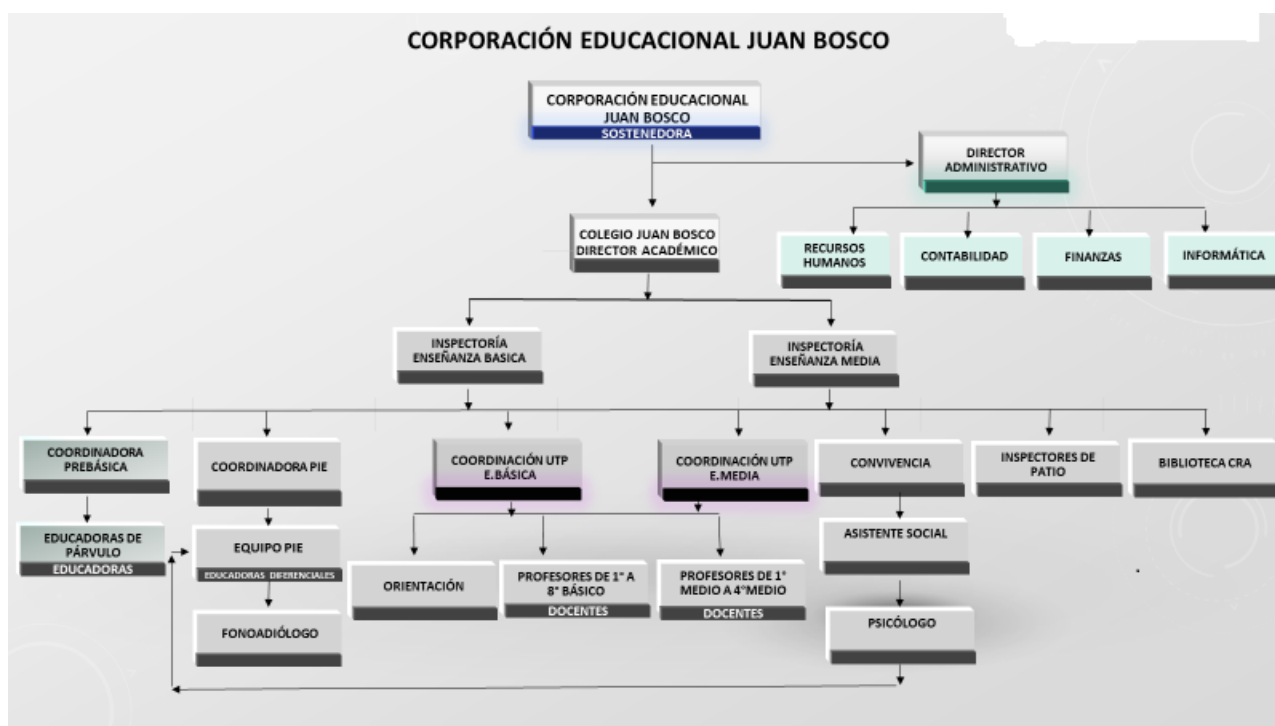 CORPORACIÓN EDUCACIONAL JUAN BOSCO
CORPORACIÓN EDUCACIONAL
JUAN BOSCO
SOSTENEDORA
DIRECTOR
ADMINISTRATIVO
COLEGIO JUAN BOSCO
DIRECTOR ACADÉMICO
RECURSOS
HUMANOS
CONTABILIDAD
FINANZAS
INFORMÁTICA
INSPECTORÍA
ENSEÑANZA BASICA
INSPECTORÍA
ENSEÑANZA MEDIA
COORDINADORA
PREBÁSICA
COORDINADORA PIE
COORDINACIÓN UTP
E.BÁSICA
COORDINACIÓN UTP
E.MEDIA
CONVIVENCIA
INSPECTORES DE
PATIO
BIBLIOTECA CRA
EDUCADORAS DE
PÁRVULO
EDUCADORAS
EQUIPO PIE
EDUCADORAS DIFERENCIALES
ORIENTACIÓN
PROFESORES DE 1° A
8° BÁSICO
DOCENTES
PROFESORES DE 1°
MEDIO A 4°MEDIO
DOCENTES
ASISTENTE SOCIAL
FONOADIÓLOGO
PSICÓLOGO